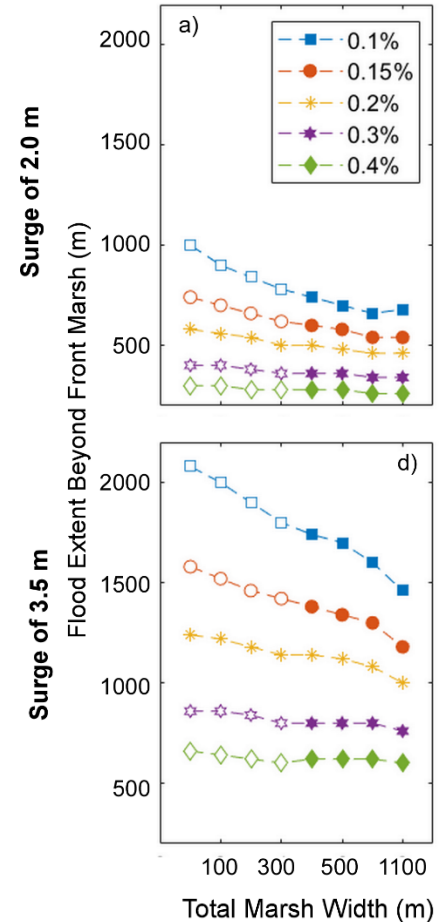 a)
0.1%
0.15%
0.2%
0.3%
0.4%
2000
1500
1000
500
Surge of 2.0 m
Flood Extent Beyond Front Marsh (m)
d)
2000
1500
1000
500
Surge of 3.5 m
100 300 500 1100
Total Marsh Width (m)